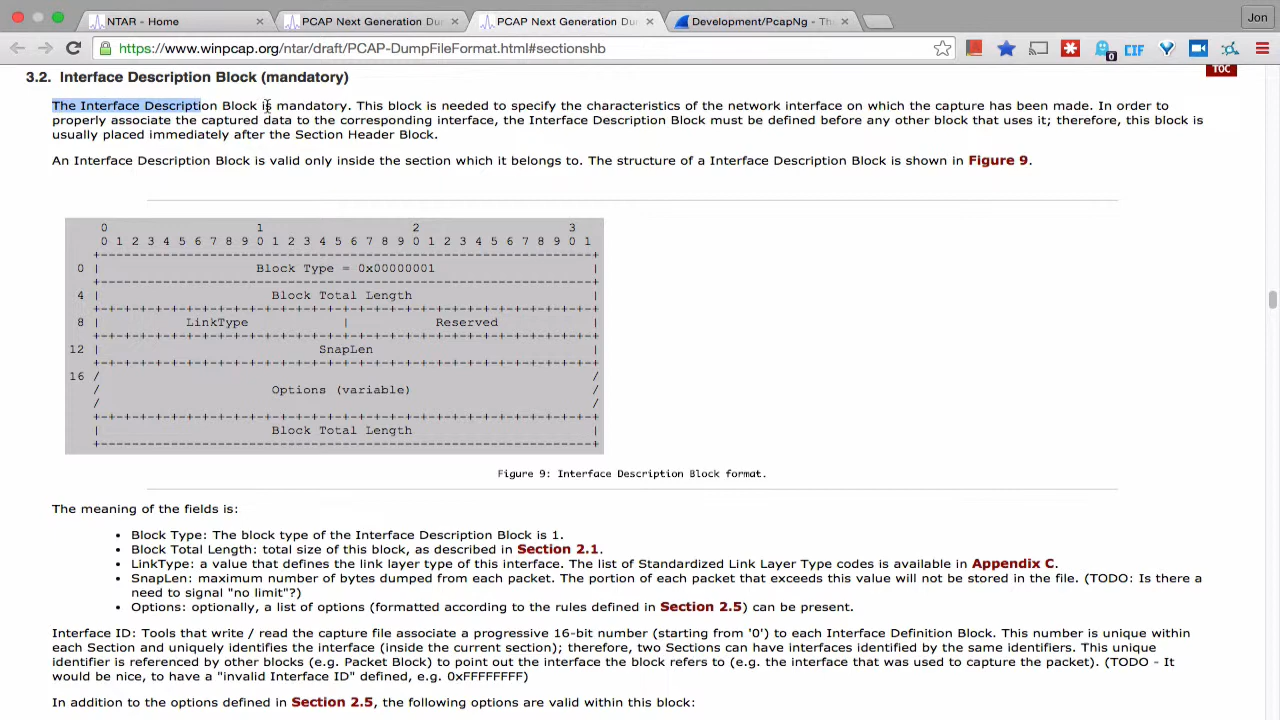 NTAR - Home
PCAP Next Generation Du
PCAP Next Generation Du
Development/PcapNg - Th
Jon
https://www.winpcap.org/ntar/draft/PCAP-DumpFileFormat.html#sectionshb
0
CIF
3.2. Interface Description Block (mandatory)
TOC
The Interface Description Block is mandatory. This block is needed to specify the characteristics of the network interface on which the capture has been made. In order to
properly associate the captured data to the corresponding interface, the Interface Description Block must be defined before any other block that uses it; therefore, this block is
usually placed immediately after the Section Header Block.
An Interface Description Block is valid only inside the section which it belongs to. The structure of a Interface Description Block is shown in Figure 9.
0 1 2 3
0 1 2 3 4 5 6 7 8 9 0 1 2 3 4 5 6 7 8 9 0 1 2 3 4 5 6 7 8 9 0 1
+-+-+-+-+-+-+-+-+-+-+-+-+-+-+-+-+-+-+-+-+-+-+-+-+-+-+-+-+-+-+-+-+
0 | Block Type = 0x00000001 |
+-+-+-+-+-+-+-+-+-+-+-+-+-+-+-+-+-+-+-+-+-+-+-+-+-+-+-+-+-+-+-+-+
4 | Block Total Length |
+-+-+-+-+-+-+-+-+-+-+-+-+-+-+-+-+-+-+-+-+-+-+-+-+-+-+-+-+-+-+-+-+
8 | LinkType | Reserved |
+-+-+-+-+-+-+-+-+-+-+-+-+-+-+-+-+-+-+-+-+-+-+-+-+-+-+-+-+-+-+-+-+
12 | SnapLen |
+-+-+-+-+-+-+-+-+-+-+-+-+-+-+-+-+-+-+-+-+-+-+-+-+-+-+-+-+-+-+-+-+
16 / /
/ Options (variable) /
/ /
+-+-+-+-+-+-+-+-+-+-+-+-+-+-+-+-+-+-+-+-+-+-+-+-+-+-+-+-+-+-+-+-+
| Block Total Length |
+-+-+-+-+-+-+-+-+-+-+-+-+-+-+-+-+-+-+-+-+-+-+-+-+-+-+-+-+-+-+-+-+
Figure 9: Interface Description Block format.
The meaning of the fields is:
• Block Type: The block type of the Interface Description Block is 1.
• Block Total Length: total size of this block, as described in Section 2.1.
• LinkType: a value that defines the link layer type of this interface. The list of Standardized Link Layer Type codes is available in Appendix C.
• SnapLen: maximum number of bytes dumped from each packet. The portion of each packet that exceeds this value will not be stored in the file. (TODO: Is there a
need to signal "no limit"?)
• Options: optionally, a list of options (formatted according to the rules defined in Section 2.5) can be present.
Interface ID: Tools that write / read the capture file associate a progressive 16-bit number (starting from '0') to each Interface Definition Block. This number is unique within
each Section and uniquely identifies the interface (inside the current section); therefore, two Sections can have interfaces identified by the same identifiers. This unique
identifier is referenced by other blocks (e.g. Packet Block) to point out the interface the block refers to (e.g. the interface that was used to capture the packet). (TODO - It
would be nice, to have a "invalid Interface ID" defined, e.g. 0xFFFFFFFF)
In addition to the options defined in Section 2.5, the following options are valid within this block: